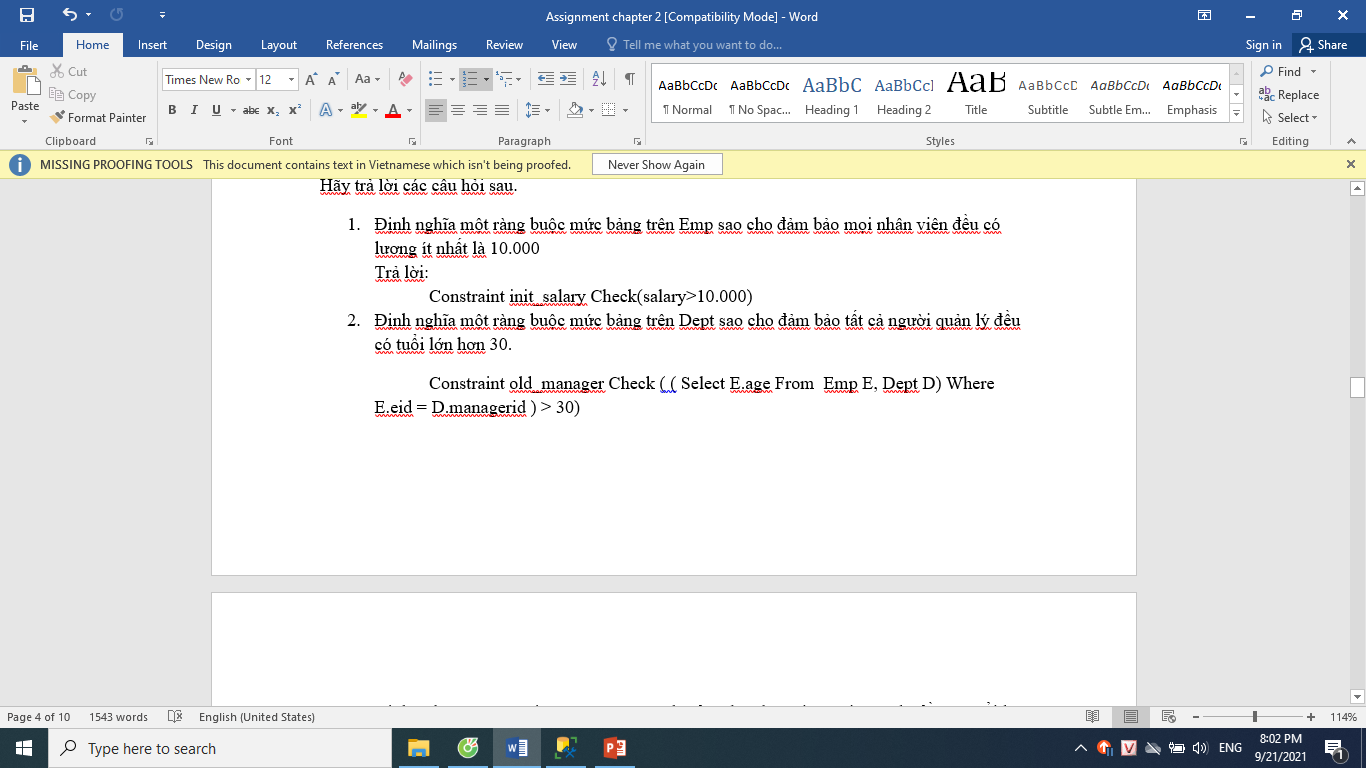 Assignment chapter 2 [Compatibility Mode] - Word
File Home Insert Design Layout References Mailings Review View Tell me what you want to do... Sign in Share
Paste
Cut
Copy
Format Painter
Times New Ro 12
B I U abc x₂ x²
AaBbCcDc AaBbCcDc AaBbC AaBbCcI AaB AaBbCcD AaBbCcDt AaBbCcDt
¶ Normal ¶ No Spac... Heading 1 Heading 2 Title Subtitle Subtle Em... Emphasis
Find
Replace
Select
Clipboard Font Paragraph Styles Editing
MISSING PROOFING TOOLS This document contains text in Vietnamese which isn't being proofed. Never Show Again
Hãy trả lời các câu hỏi sau.
1. Định nghĩa một ràng buộc mức bảng trên Emp sao cho đảm bảo mọi nhân viên đều có
lương ít nhất là 10.000
Trả lời:
Constraint init_salary Check(salary>10.000)
2. Định nghĩa một ràng buộc mức bảng trên Dept sao cho đảm bảo tất cả người quản lý đều
có tuổi lớn hơn 30.
Constraint old_manager Check ( ( Select E.age From Emp E, Dept D) Where
E.eid = D.managerid ) > 30)
Page 4 of 10 1543 words English (United States) 114%
Type here to search
ENG
8:02 PM
9/21/2021